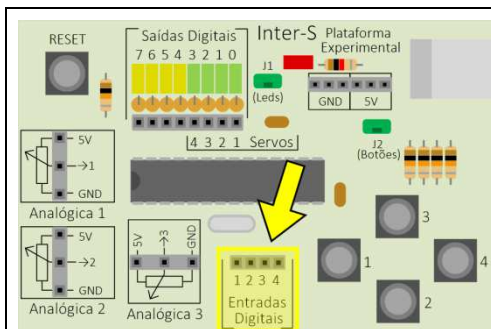 RESET
Saídas Digitais
7 6 5 4 3 2 1 0
4 3 2 1 Servos
Inter-S
Plataforma
Experimental
J1
(Leds)
GND 5V
J2
(Botões)
5V
1
GND
Analógica 1
5V
2
GND
Analógica 2
5V
3
GND
Analógica 3
1 2 3 4
Entradas
Digitais
3
1
4
2